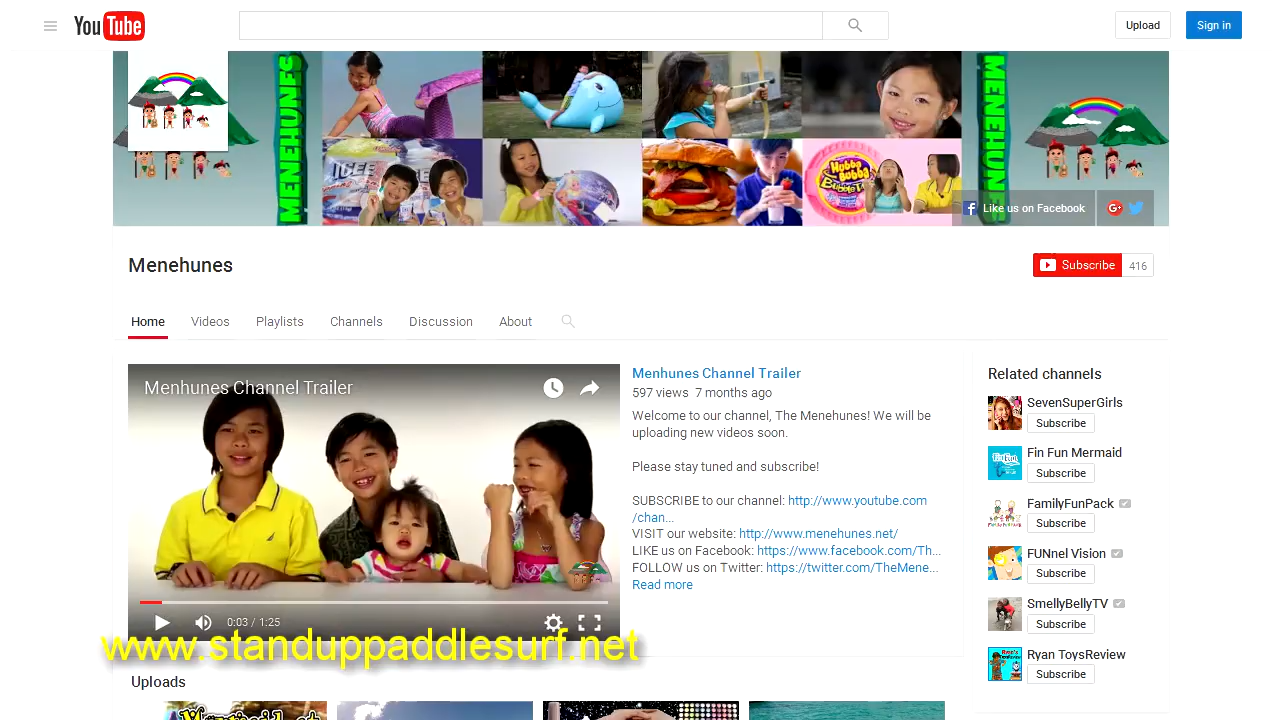 YouTube
Upload
Sign in
MENEHUNES
MENEHUNES
ICEE
ICEE
Hubba
Bubba
Bubble Tape
Like us on Facebook
Menehunes
Subscribe 416
Home Videos Playlists Channels Discussion About
Menhunes Channel Trailer
0:03 / 1:25
Menhunes Channel Trailer
597 views 7 months ago
Welcome to our channel, The Menehunes! We will be
uploading new videos soon.
Please stay tuned and subscribe!
SUBSCRIBE to our channel: http://www.youtube.com
/chan...
VISIT our website: http://www.menehunes.net/
LIKE us on Facebook: https://www.facebook.com/Th...
FOLLOW us on Twitter: https://twitter.com/TheMene...
Read more
Related channels
SevenSuperGirls
Subscribe
Fin Fun Mermaid
Subscribe
FamilyFunPack
Subscribe
FUNnel Vision
Subscribe
SmellyBellyTV
Subscribe
Ryan ToysReview
Subscribe
www.standuppaddlesurf.net
Uploads